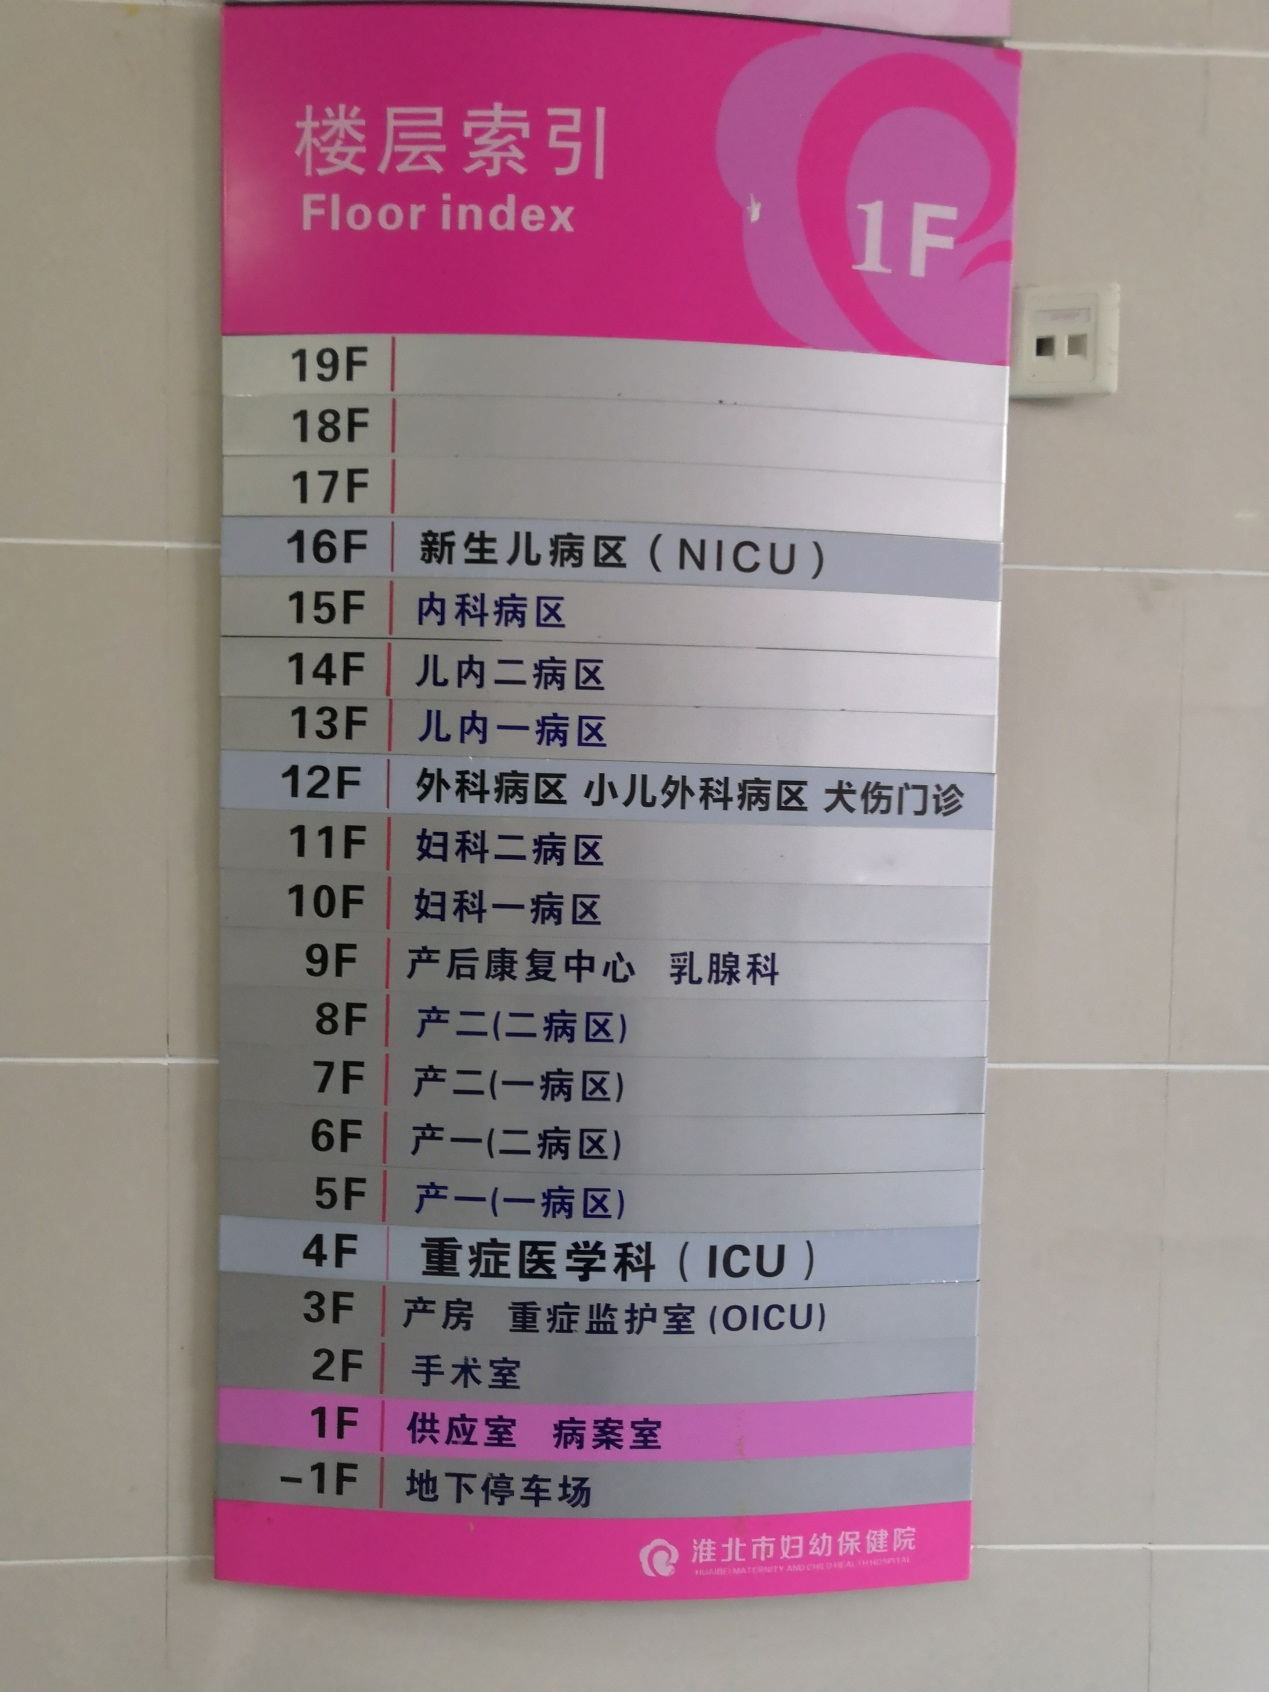 楼层索引
Floor index
1F
19F
18F
17F
16F 新生儿病区（NICU）
15F 内科病区
14F 儿内二病区
13F 儿内一病区
12F 外科病区 小儿外科病区 犬伤门诊
11F 妇科二病区
10F 妇科一病区
9F 产后康复中心 乳腺科
8F 产二(二病区)
7F 产二(一病区)
6F 产一(二病区)
5F 产一(一病区)
4F 重症医学科（ICU）
3F 产房 重症监护室(OICU)
2F 手术室
1F 供应室 病案室
-1F 地下停车场
淮北市妇幼保健院
HUAIBEI MATERNITY AND CHILD HEALTH HOSPITAL